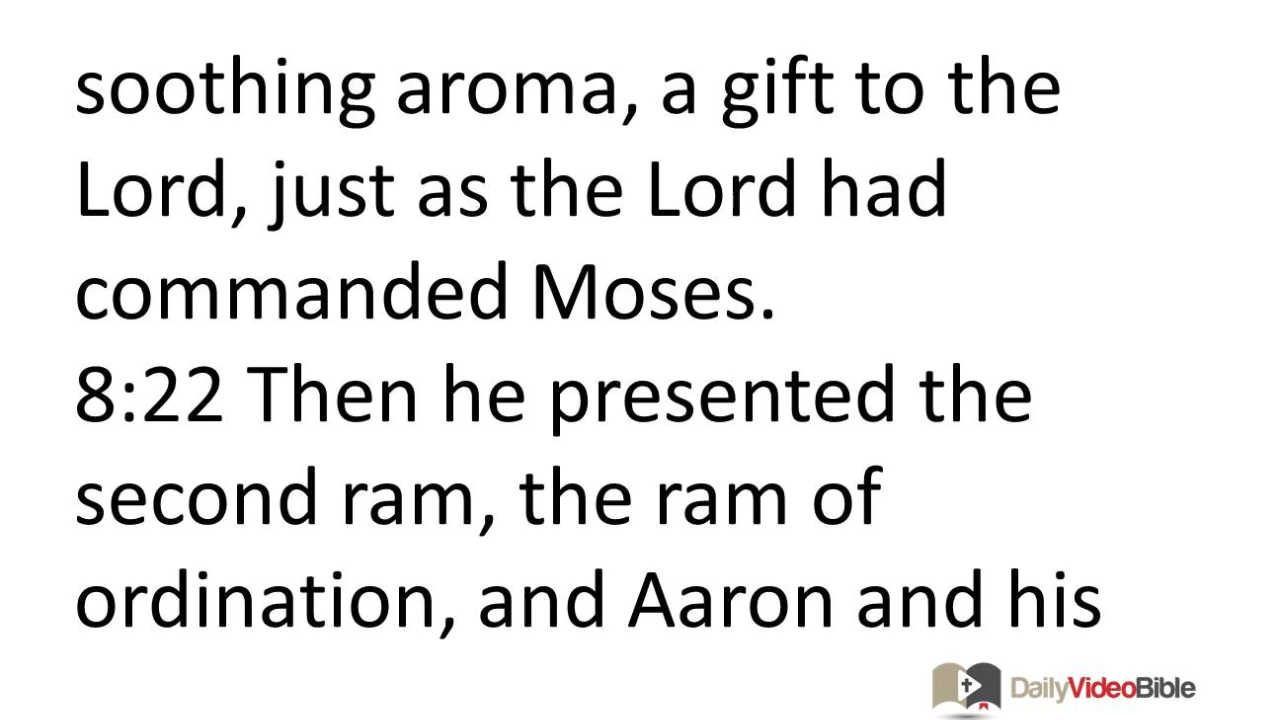 soothing aroma, a gift to the
Lord, just as the Lord had
commanded Moses.
8:22 Then he presented the
second ram, the ram of
ordination, and Aaron and his
DailyVideoBible